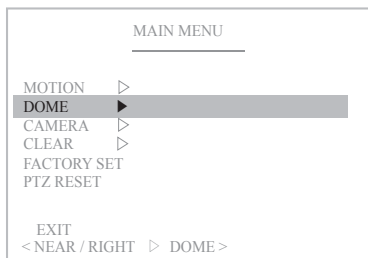 MAIN MENU
MOTION ▷
DOME ▶
CAMERA ▷
CLEAR ▷
FACTORY SET
PTZ RESET
EXIT
< NEAR / RIGHT ▷ DOME >